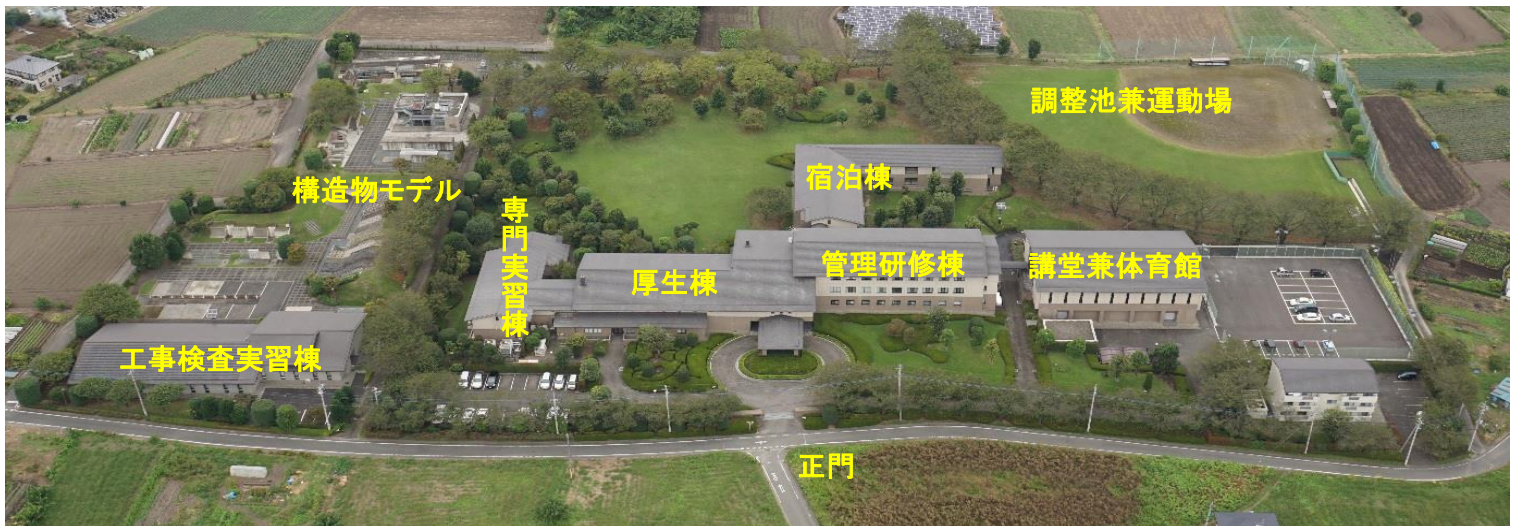 調整池兼運動場
宿泊棟
構造物モデル
専門実習棟
管理研修棟
講堂兼体育館
厚生棟
工事検査実習棟
正門